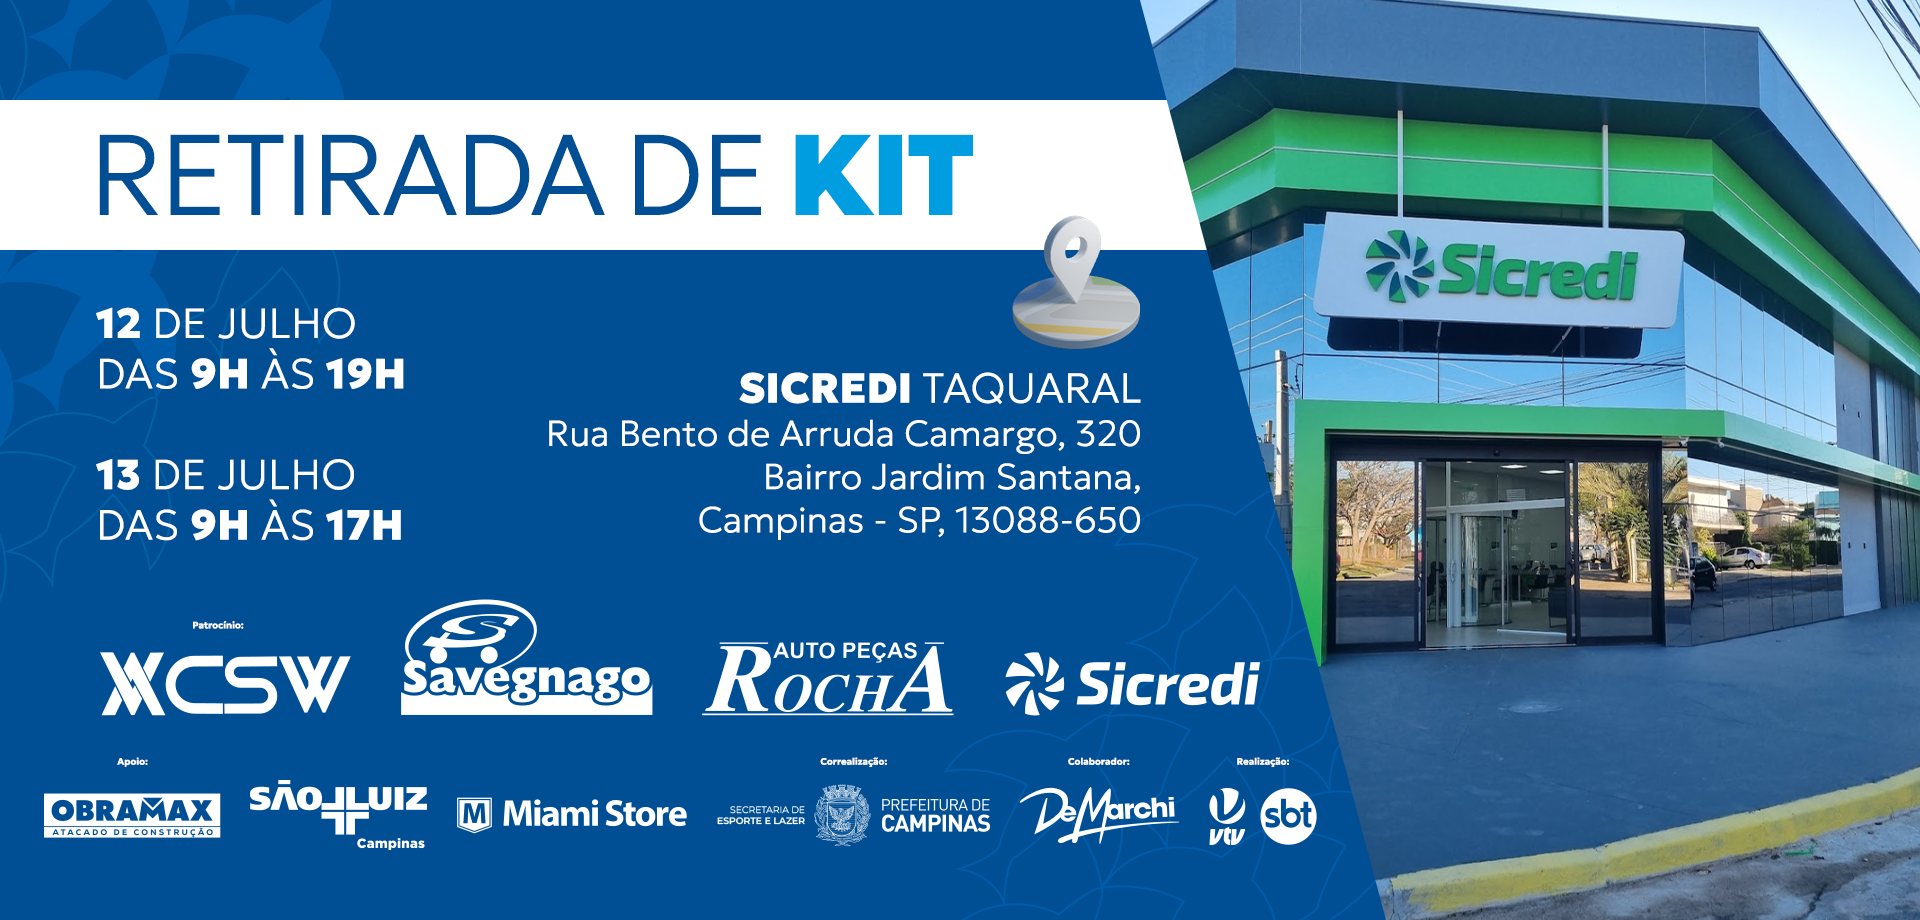 RETIRADA DE KIT
12 DE JULHO
DAS 9H ÀS 19H
13 DE JULHO
DAS 9H ÀS 17H
SICREDI TAQUARAL
Rua Bento de Arruda Camargo, 320
Bairro Jardim Santana,
Campinas - SP, 13088-650
Sicredi
Patrocínio:
CSW
Savegnago
AUTO PEÇAS
ROCHA
Sicredi
Apoio:
OBRAMAX
ATACADO DE CONSTRUÇÃO
SÃO LUIZ
Campinas
M Miami Store
Correalização:
SECRETARIA DE
ESPORTE E LAZER
PREFEITURA DE
CAMPINAS
Colaborador:
DeMarchi
Realização:
vtv
sbt